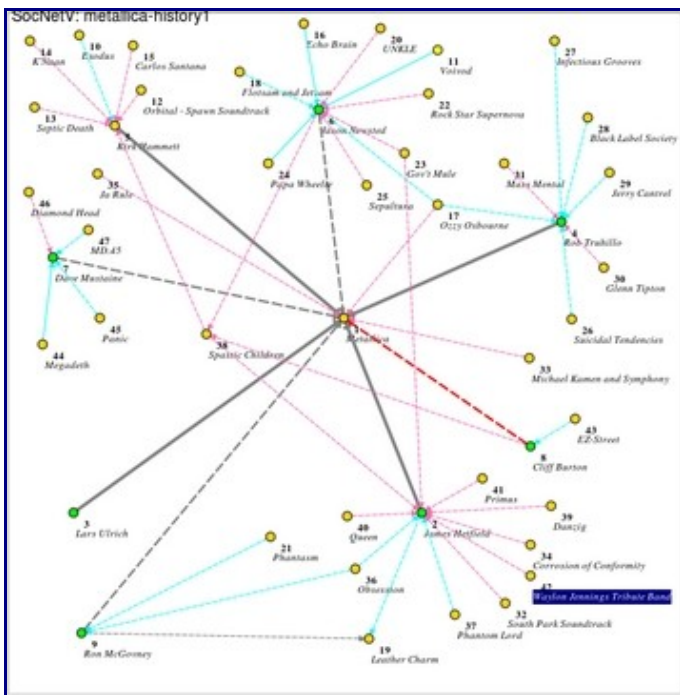 SocNetV: metallica-history1
16
Echo Brain
20
UNKLE
14
K'Naan
10
Exodus
15
Carlos Santana
11
Voivod
27
Infectious Grooves
18
Flotsam and Jetsam
12
Orbital - Spawn Soundtrack
13
Septic Death
6
Jason Newsted
22
Rock Star Supernova
Kirk Hammett
28
Black Label Society
24
Papa Wheelie
23
Gov't Mule
31
Mass Mental
35
Ja Rule
25
Sepultura
29
Jerry Cantrel
46
Diamond Head
17
Ozzy Osbourne
4
Rob Trujillo
47
MD.45
7
Dave Mustaine
30
Glenn Tipton
45
Panic
Metallica
26
Suicidal Tendencies
44
Megadeth
38
Spastic Children
33
Michael Kamen and Symphony
43
EZ-Street
8
Cliff Burton
41
Primus
3
Lars Ulrich
40
Queen
2
James Hetfield
39
Danzig
21
Phantasm
34
Corrosion of Conformity
36
Obsession
42
Waylon Jennings Tribute Band
32
South Park Soundtrack
37
Phantom Lord
9
Ron McGovney
19
Leather Charm